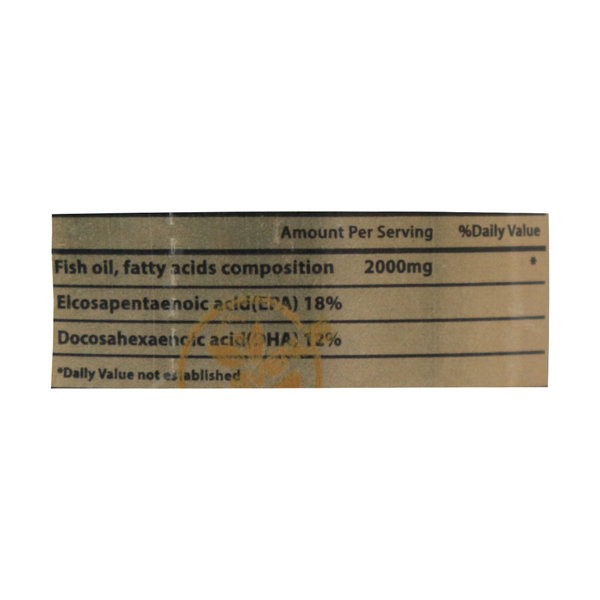 Amount Per Serving %Daily Value
Fish oil, fatty acids composition 2000mg *
Elcosapentaenoic acid(EPA) 18%
Docosahexaenoic acid(DHA) 12%
*Daily Value not established